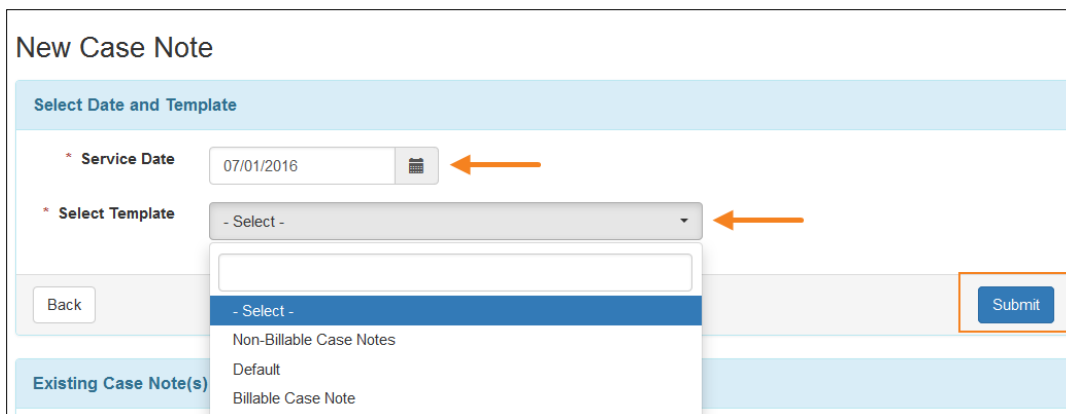 New Case Note
Select Date and Template
* Service Date
07/01/2016
* Select Template
- Select -
Back
Submit
- Select -
Non-Billable Case Notes
Default
Existing Case Note(s)
Billable Case Note